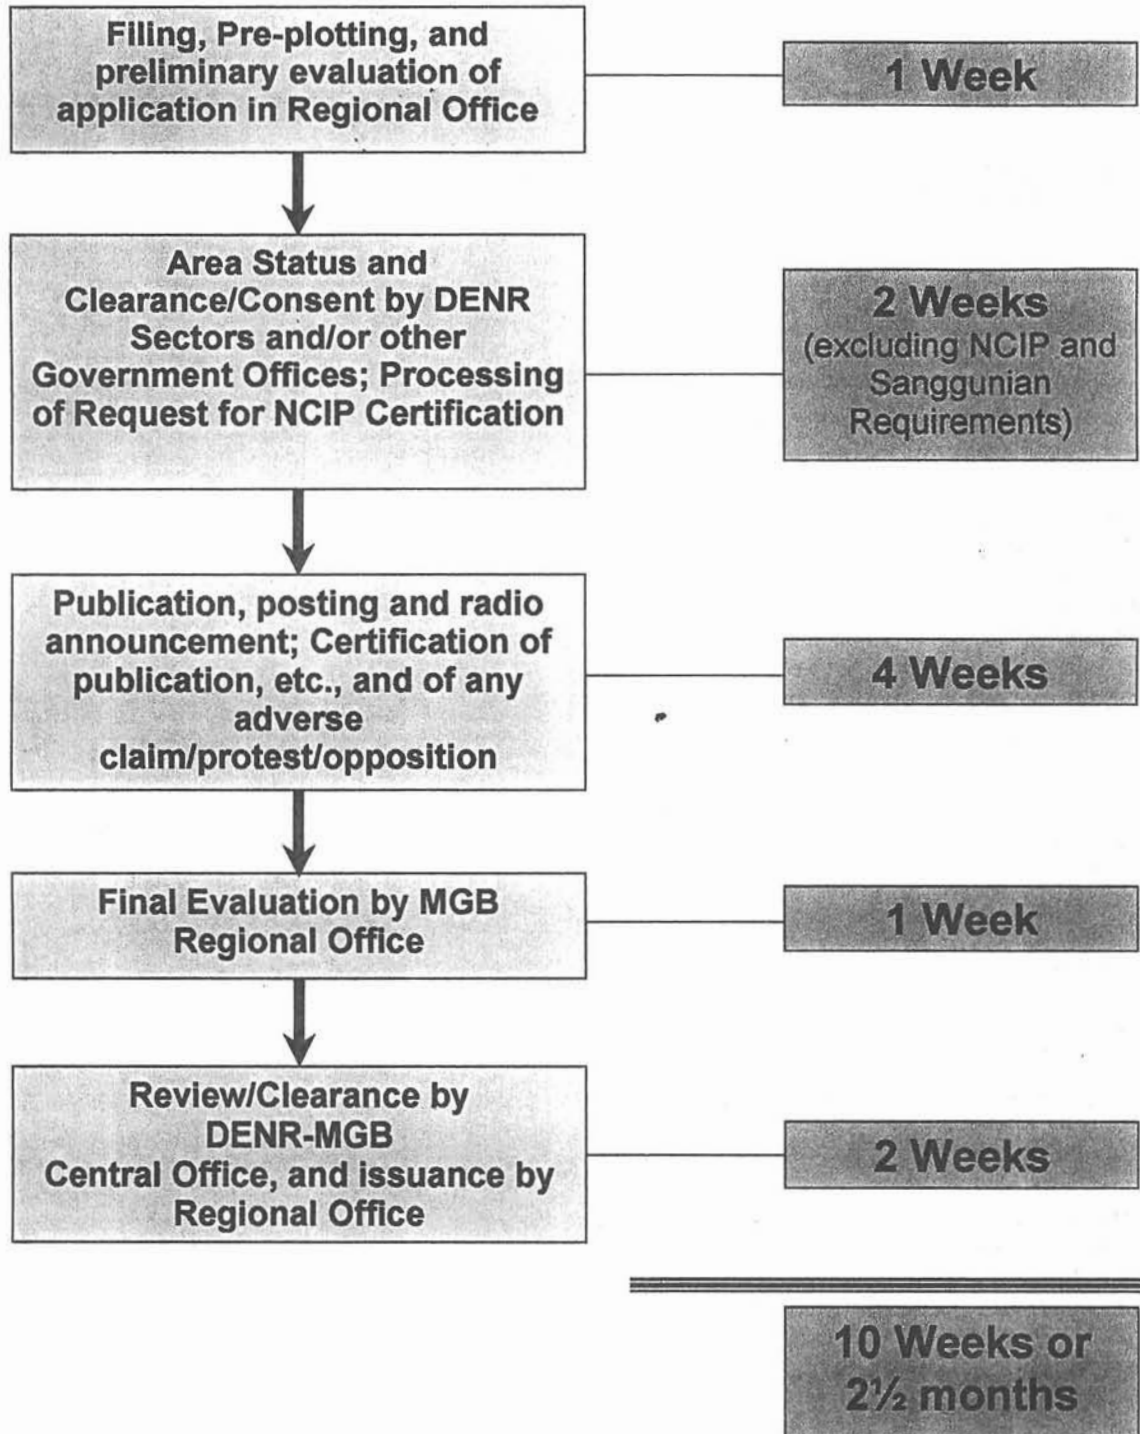 Filing, Pre-plotting, and
preliminary evaluation of
application in Regional Office
1 Week
Area Status and
Clearance/Consent by DENR
Sectors and/or other
Government Offices; Processing
of Request for NCIP Certification
2 Weeks
(excluding NCIP and
Sanggunian
Requirements)
Publication, posting and radio
announcement; Certification of
publication, etc., and of any
adverse
claim/protest/opposition
4 Weeks
Final Evaluation by MGB
Regional Office
1 Week
Review/Clearance by
DENR-MGB
Central Office, and issuance by
Regional Office
2 Weeks
10 Weeks or
2½ months